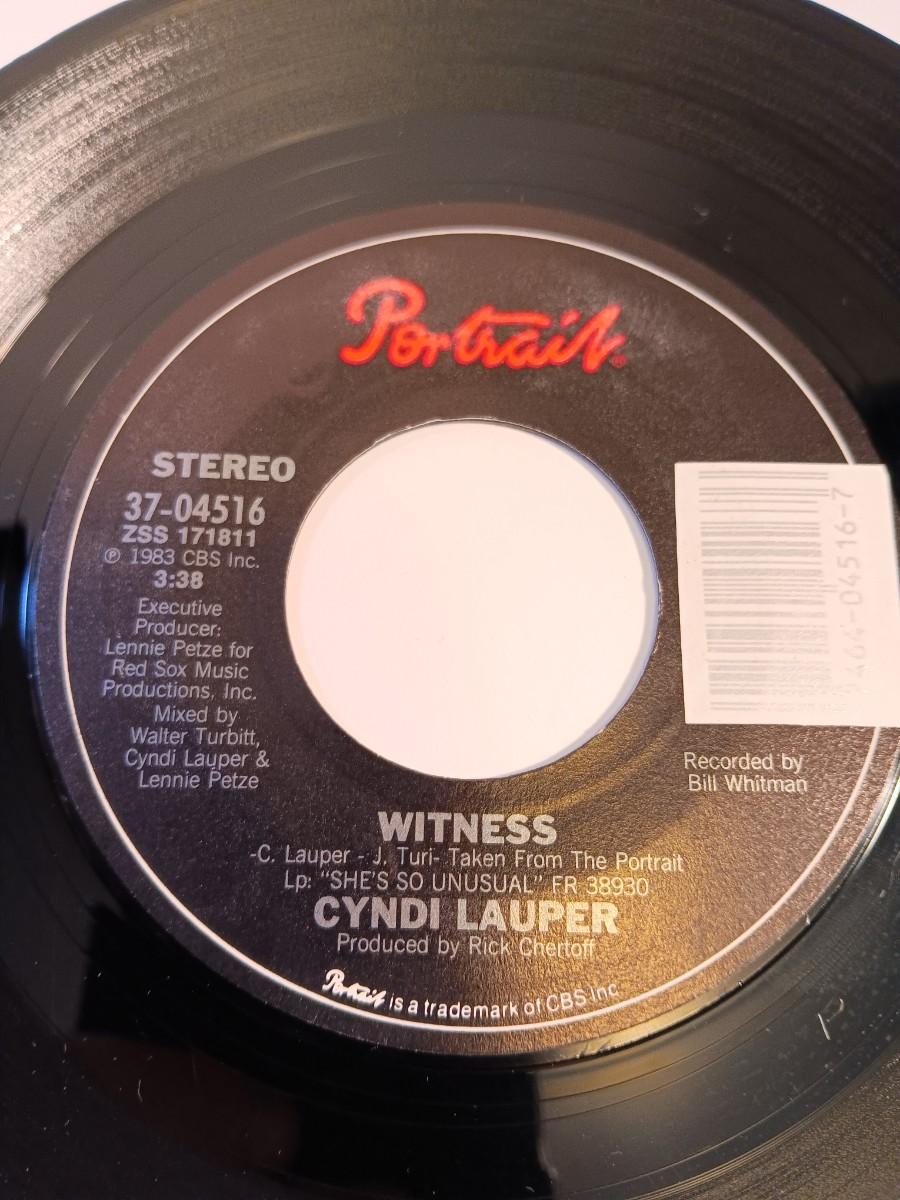 Portrait®
STEREO
37-04516
ZSS 171811
℗ 1983 CBS Inc.
3:38
Executive
Producer:
Lennie Petze for
Red Sox Music
Productions, Inc.
Mixed by
Walter Turbitt,
Cyndi Lauper &
Lennie Petze
464-04516-7
Recorded by
Bill Whitman
WITNESS
-C. Lauper - J. Turi- Taken From The Portrait
Lp: "SHE'S SO UNUSUAL" FR 38930
CYNDI LAUPER
Produced by Rick Chertoff
Portrait is a trademark of CBS Inc.